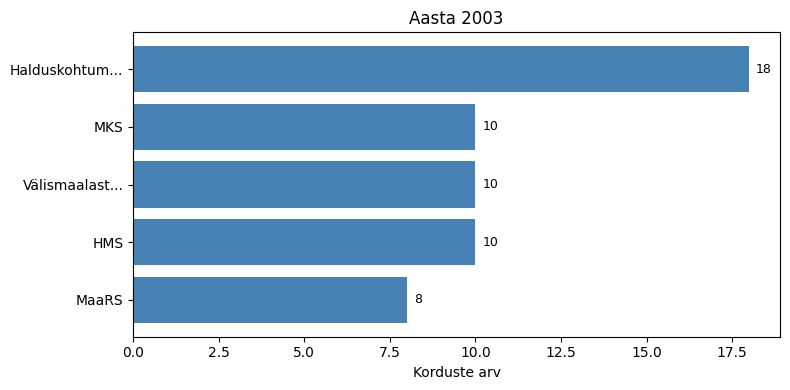 Aasta 2003
Halduskohtum...
18
MKS
10
Välismaalast...
10
HMS
10
MaaRS
8
0.0 2.5 5.0 7.5 10.0 12.5 15.0 17.5
Korduste arv